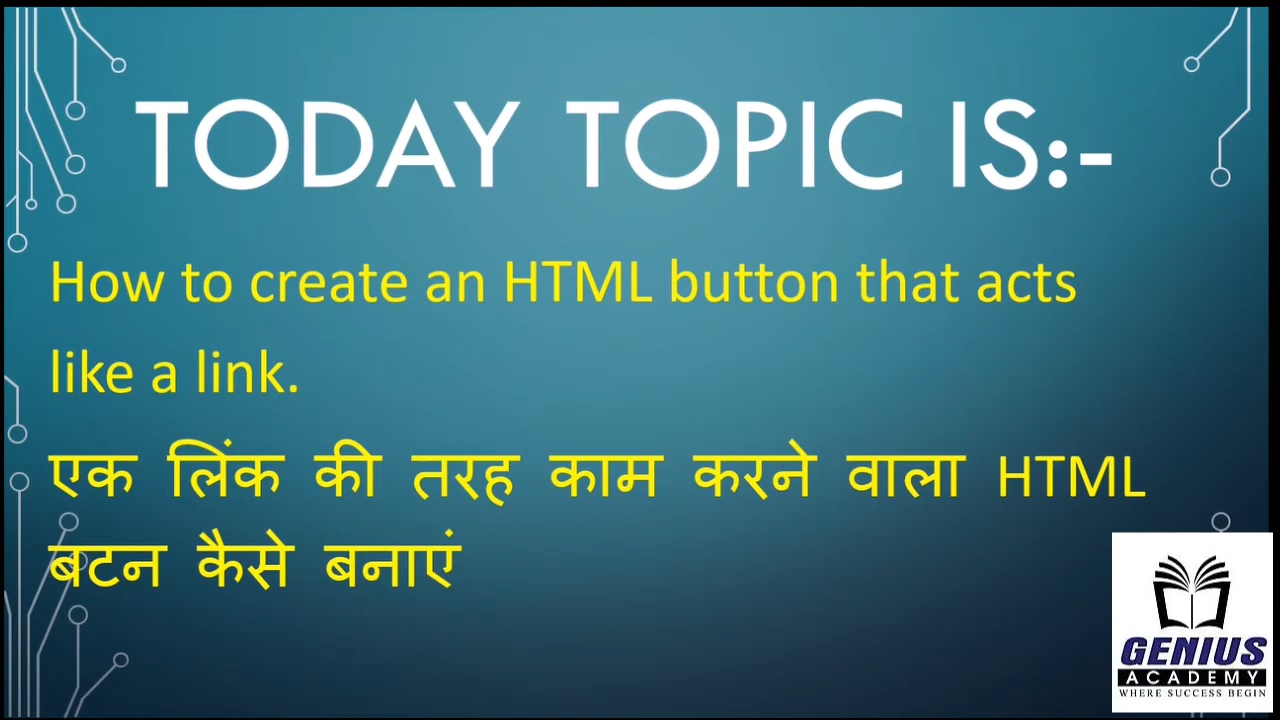 TODAY TOPIC IS:-
How to create an HTML button that acts
like a link.
एक लिंक की तरह काम करने वाला HTML
बटन कैसे बनाएं
GENIUS
ACADEMY
WHERE SUCCESS BEGIN